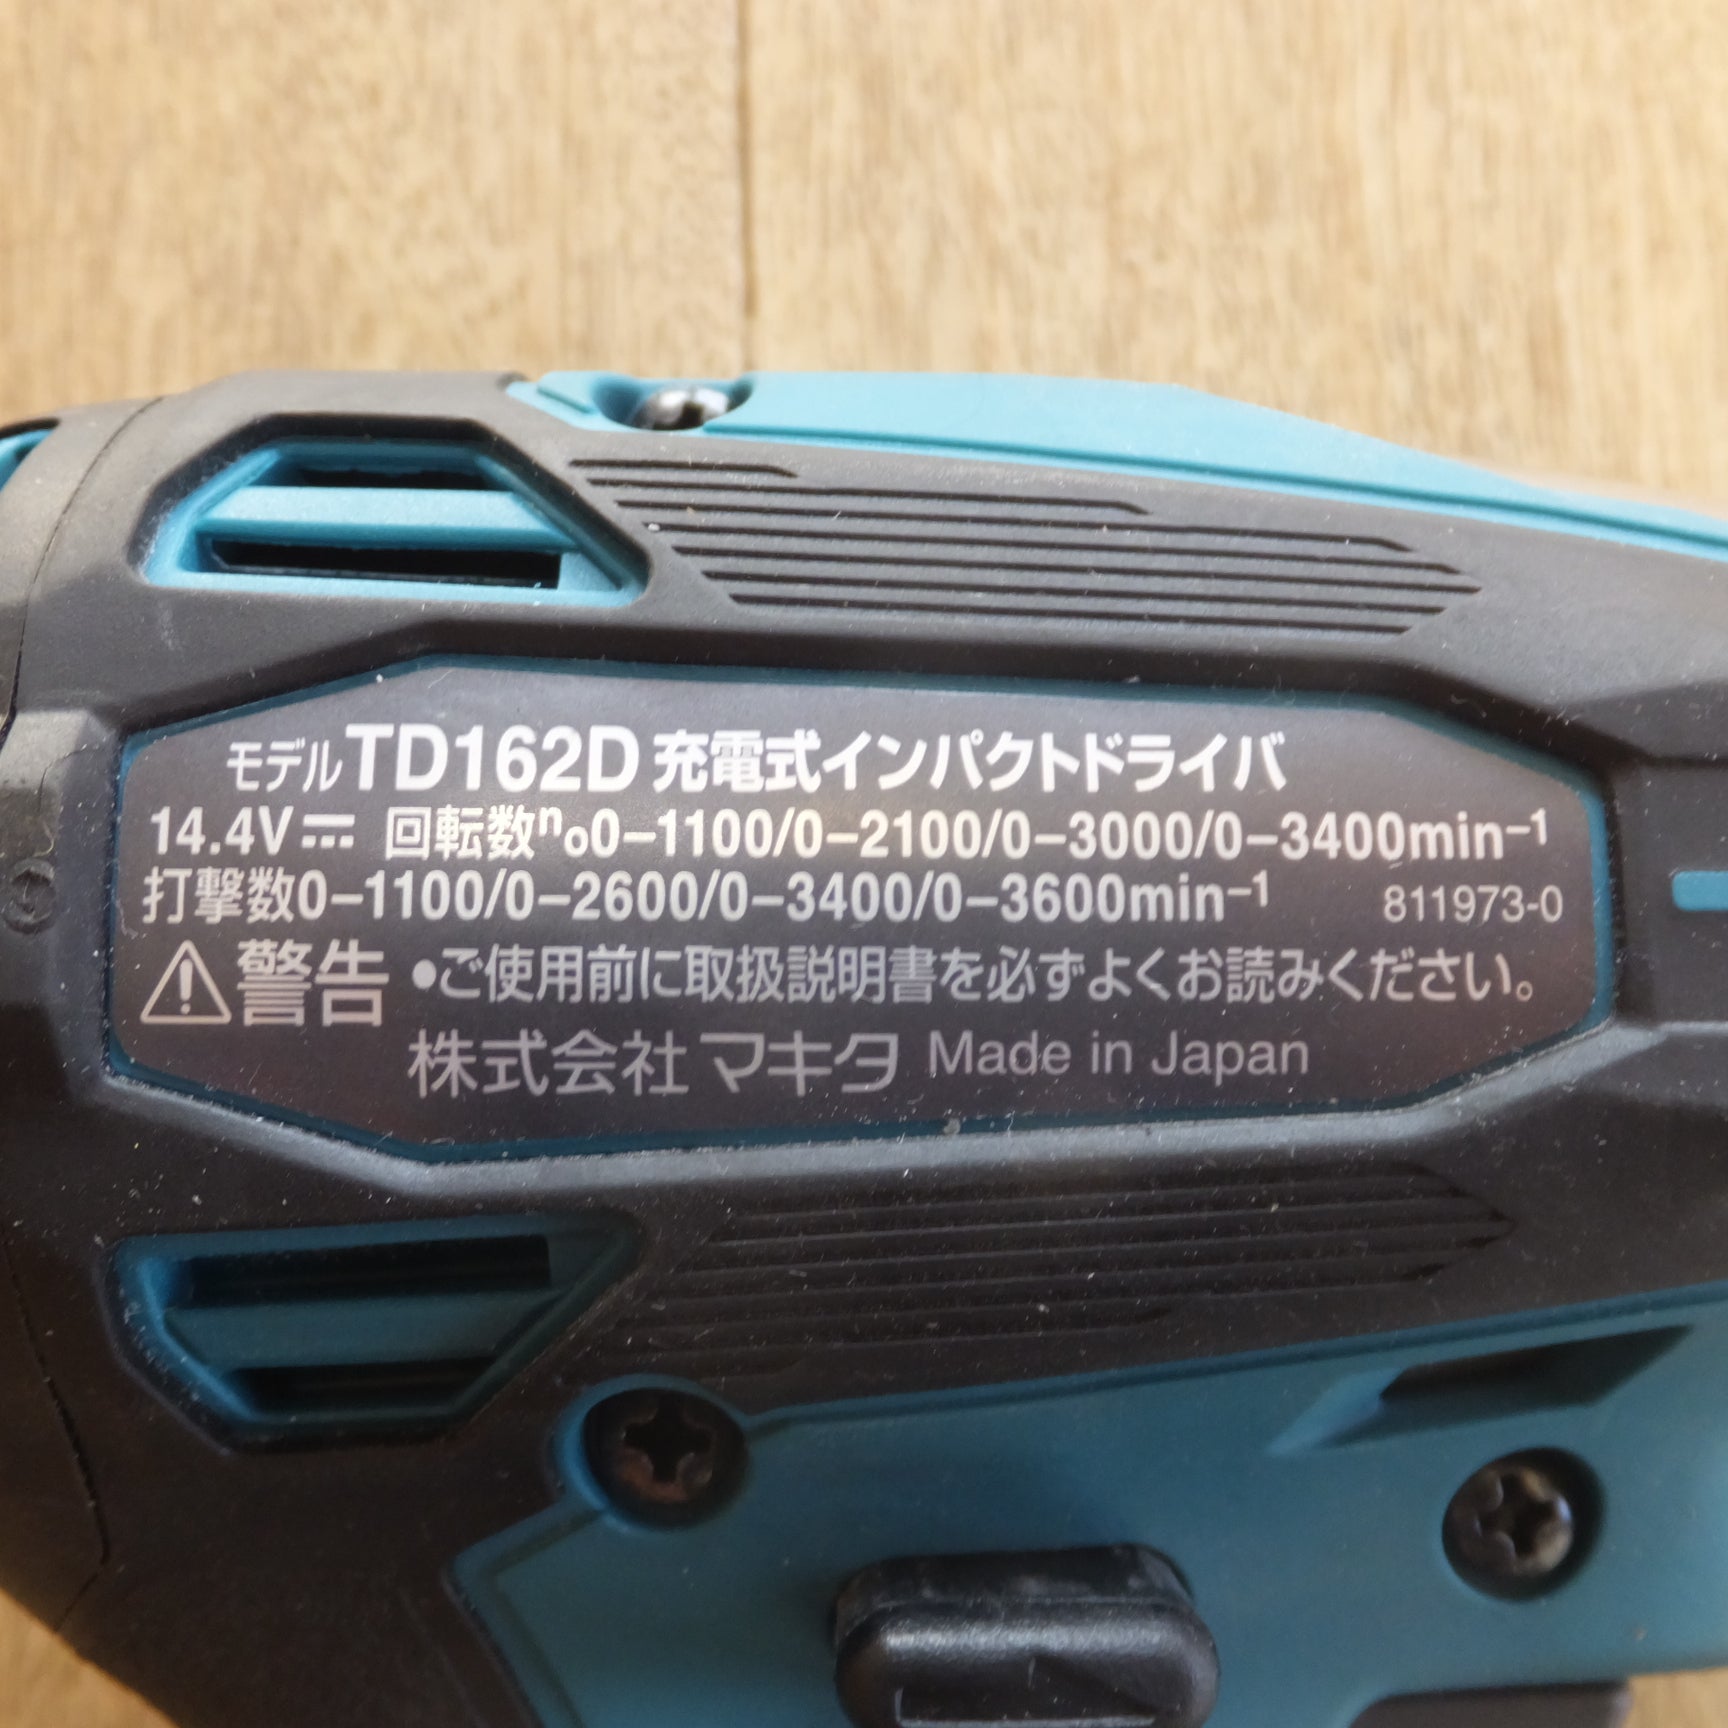 モデルTD162D 充電式インパクトドライバ
14.4V⎓ 回転数n₀0−1100/0−2100/0−3000/0−3400min⁻¹
打撃数0−1100/0−2600/0−3400/0−3600min⁻¹ 811973-0
⚠警告 •ご使用前に取扱説明書を必ずよくお読みください。
株式会社マキタ Made in Japan